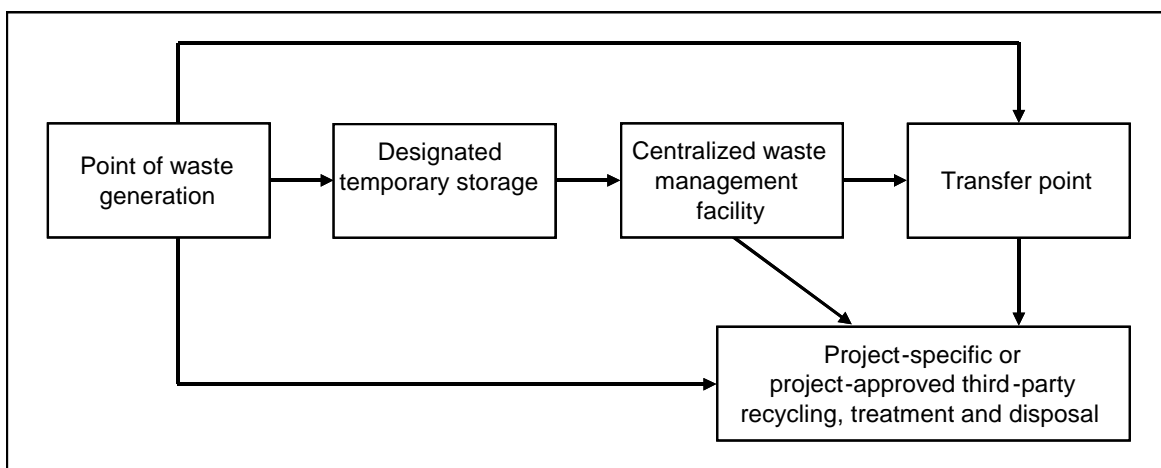 Point of waste
generation
Designated
temporary storage
Centralized waste
management
facility
Transfer point
Project-specific or
project-approved third-party
recycling, treatment and disposal